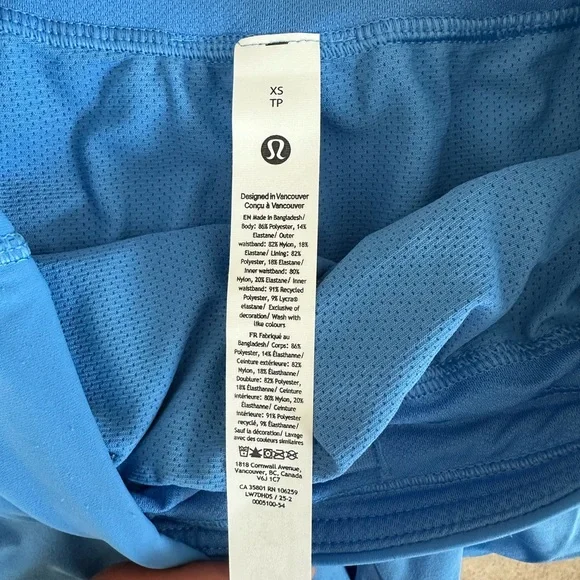 XS
TP
Designed in Vancouver
Conçu à Vancouver
EN Made in Bangladesh/
Body: 86% Polyester, 14%
Elastane/ Outer
waistband: 82% Nylon, 18%
Elastane/ Lining: 82%
Polyester, 18% Elastane/
Inner waistband: 80%
Nylon, 20% Elastane/ Inner
waistband: 91% Recycled
Polyester, 9% Lycra®
elastane/ Exclusive of
decoration/ Wash with
like colours
FR Fabriqué au
Bangladesh/ Corps: 86%
Polyester, 14% Élasthanne/
Ceinture extérieure: 82%
Nylon, 18% Élasthanne/
Doublure: 82% Polyester,
18% Élasthanne/ Ceinture
intérieure: 80% Nylon, 20%
Élasthanne/ Ceinture
intérieure: 91% Polyester
recyclé, 9% Élasthanne/
Sauf la décoration/ Lavage
avec des couleurs similaires
1818 Cornwall Avenue,
Vancouver, BC, Canada
V6J 1C7
CA 35801 RN 106259
LW7DHDS / 25-2
0005100-54